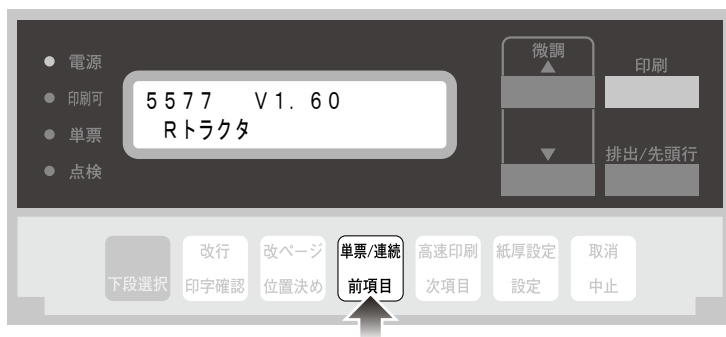 電源
印刷可
単票
点検
5577 V1.60
Rトラクタ
微調
▲
▼
印刷
排出/先頭行
下段選択
改行
印字確認
改ページ
位置決め
単票/連続
前項目
高速印刷
次項目
紙厚設定
設定
取消
中止